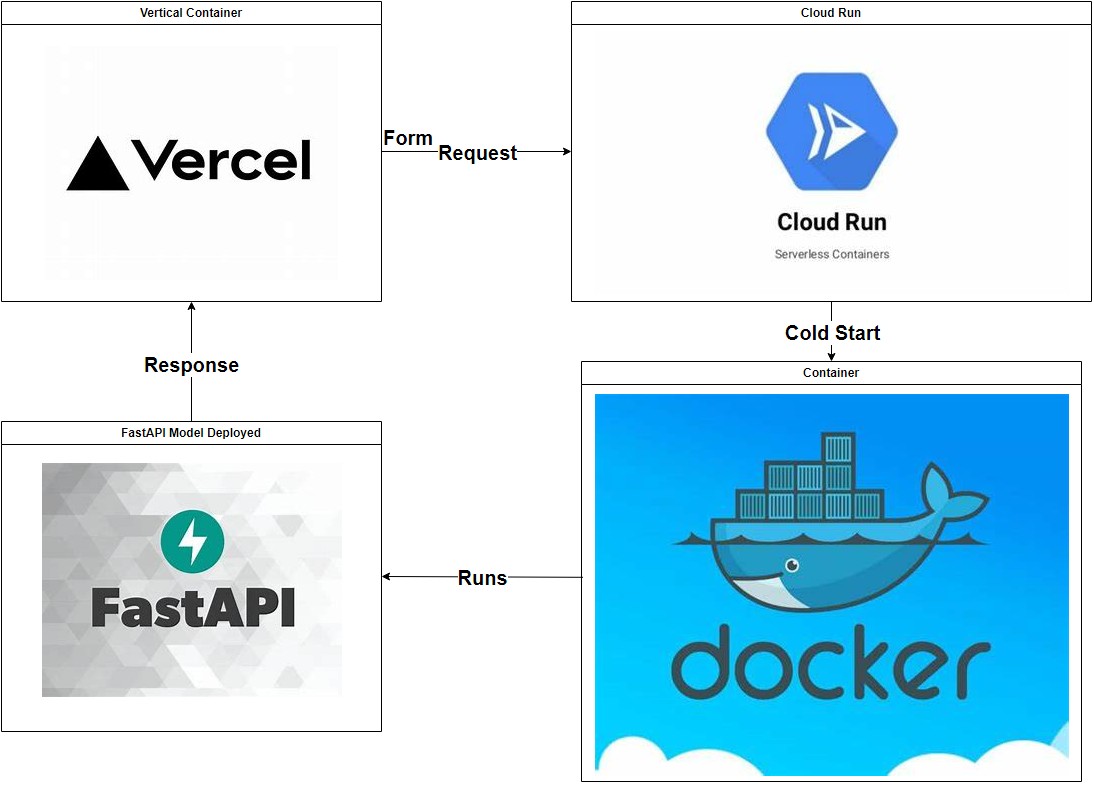 Vertical Container
Vercel
Form
Request
Cloud Run
Cloud Run
Serverless Containers
Cold Start
Container
docker
Runs
FastAPI Model Deployed
FastAPI
Response